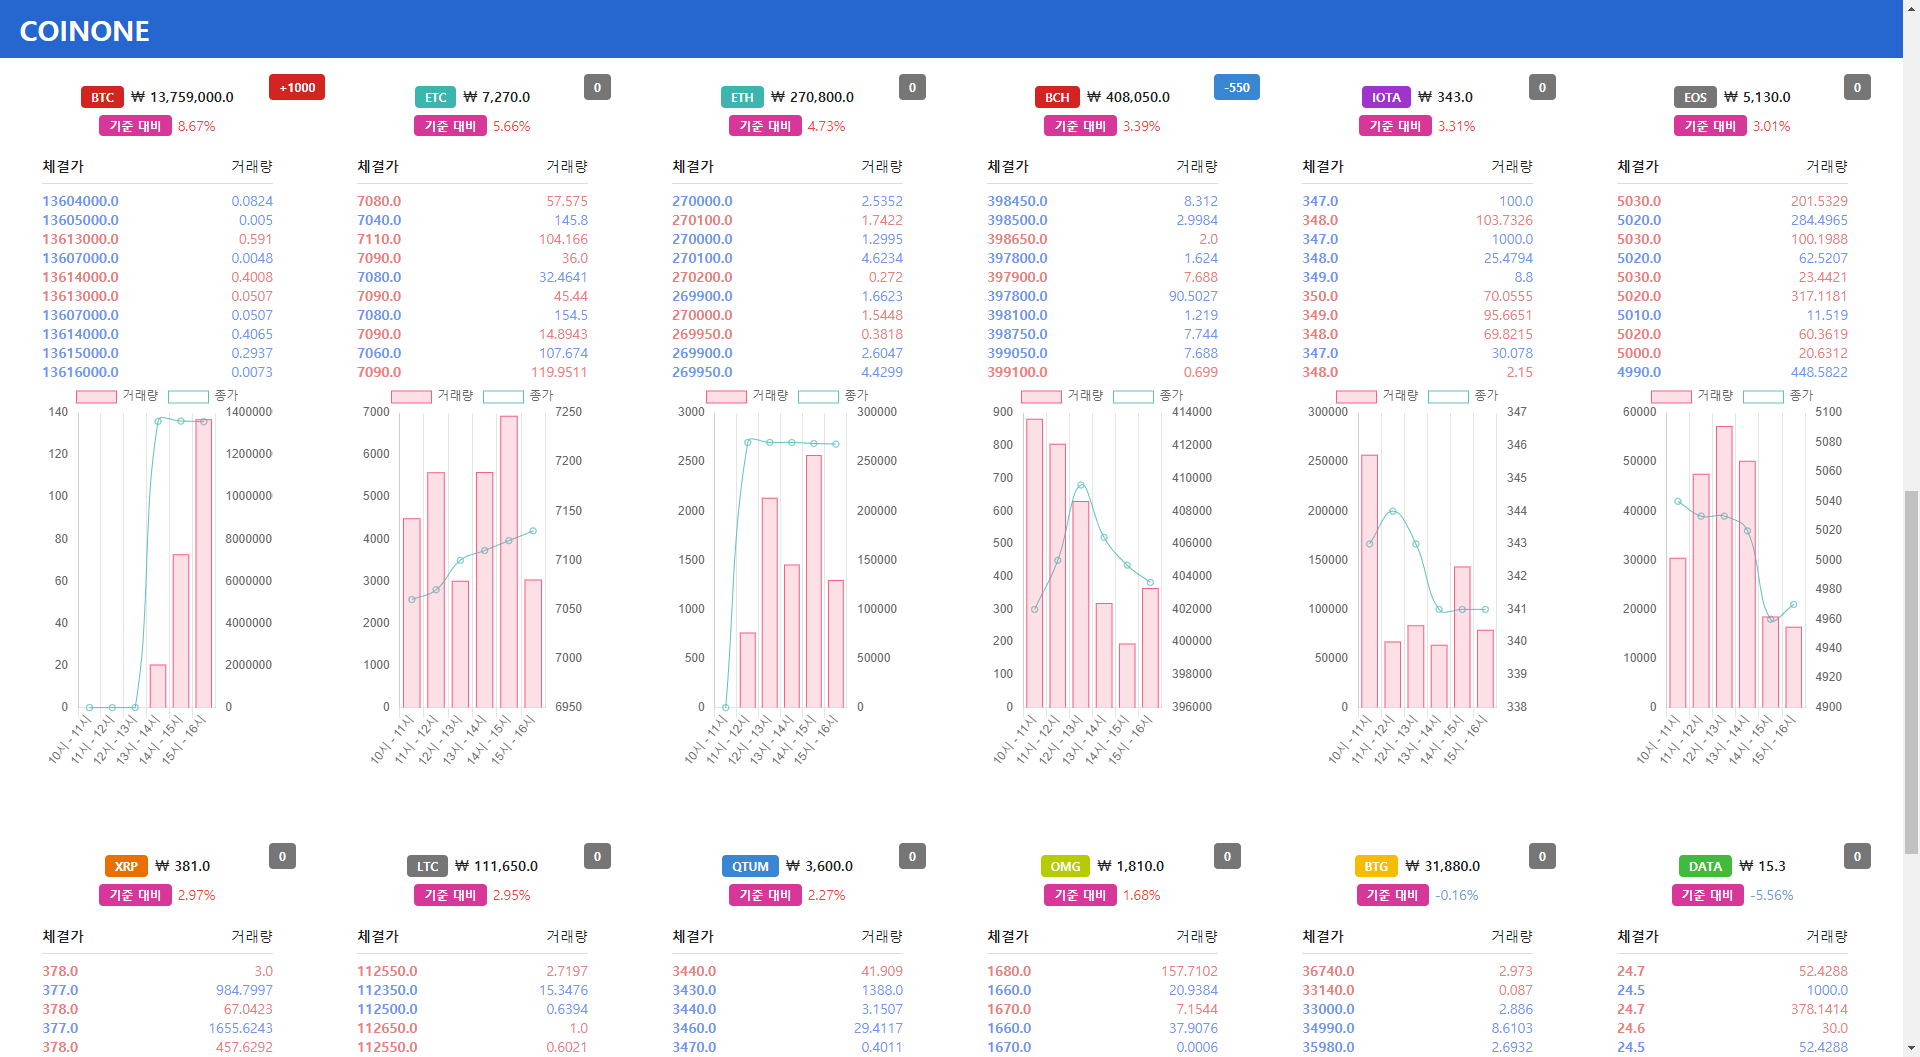 COINONE
BTC ₩ 13,759,000.0 +1000
기준 대비 8.67%
체결가 거래량
13604000.0 0.0824
13605000.0 0.005
13613000.0 0.591
13607000.0 0.0048
13614000.0 0.4008
13613000.0 0.0507
13607000.0 0.0507
13614000.0 0.4065
13615000.0 0.2937
13616000.0 0.0073
거래량 종가
140 1400000
120 1200000
100 1000000
80 8000000
60 6000000
40 4000000
20 2000000
0 0
10시 - 11시 11시 - 12시 12시 - 13시 13시 - 14시 14시 - 15시 15시 - 16시
ETC ₩ 7,270.0 0
기준 대비 5.66%
체결가 거래량
7080.0 57.575
7040.0 145.8
7110.0 104.166
7090.0 36.0
7080.0 32.4641
7090.0 45.44
7080.0 154.5
7090.0 14.8943
7060.0 107.674
7090.0 119.9511
거래량 종가
7000 7250
6000 7200
5000 7150
4000 7100
3000 7050
2000 7000
1000 6950
0
10시 - 11시 11시 - 12시 12시 - 13시 13시 - 14시 14시 - 15시 15시 - 16시
ETH ₩ 270,800.0 0
기준 대비 4.73%
체결가 거래량
270000.0 2.5352
270100.0 1.7422
270000.0 1.2995
270100.0 4.6234
270200.0 0.272
269900.0 1.6623
270000.0 1.5448
269950.0 0.3818
269900.0 2.6047
269950.0 4.4299
거래량 종가
3000 300000
2500 250000
2000 200000
1500 150000
1000 100000
500 50000
0 0
10시 - 11시 11시 - 12시 12시 - 13시 13시 - 14시 14시 - 15시 15시 - 16시
BCH ₩ 408,050.0 -550
기준 대비 3.39%
체결가 거래량
398450.0 8.312
398500.0 2.9984
398650.0 2.0
397800.0 1.624
397900.0 7.688
397800.0 90.5027
398100.0 1.219
398750.0 7.744
399050.0 7.688
399100.0 0.699
거래량 종가
900 414000
800 412000
700 410000
600 408000
500 406000
400 404000
300 402000
200 400000
100 398000
0 396000
10시 - 11시 11시 - 12시 12시 - 13시 13시 - 14시 14시 - 15시 15시 - 16시
IOTA ₩ 343.0 0
기준 대비 3.31%
체결가 거래량
347.0 100.0
348.0 103.7326
347.0 1000.0
348.0 25.4794
349.0 8.8
350.0 70.0555
349.0 95.6651
348.0 69.8215
347.0 30.078
348.0 2.15
거래량 종가
300000 347
250000 346
200000 345
150000 344
100000 343
50000 342
0 341
340
339
338
10시 - 11시 11시 - 12시 12시 - 13시 13시 - 14시 14시 - 15시 15시 - 16시
EOS ₩ 5,130.0 0
기준 대비 3.01%
체결가 거래량
5030.0 201.5329
5020.0 284.4965
5030.0 100.1988
5020.0 62.5207
5030.0 23.4421
5020.0 317.1181
5010.0 11.519
5020.0 60.3619
5000.0 20.6312
4990.0 448.5822
거래량 종가
60000 5100
50000 5080
40000 5060
30000 5040
20000 5020
10000 5000
0 4980
4960
4940
4920
4900
10시 - 11시 11시 - 12시 12시 - 13시 13시 - 14시 14시 - 15시 15시 - 16시
XRP ₩ 381.0 0
기준 대비 2.97%
체결가 거래량
378.0 3.0
377.0 984.7997
378.0 67.0423
377.0 1655.6243
378.0 457.6292
LTC ₩ 111,650.0 0
기준 대비 2.95%
체결가 거래량
112550.0 2.7197
112350.0 15.3476
112500.0 0.6394
112650.0 1.0
112550.0 0.6021
QTUM ₩ 3,600.0 0
기준 대비 2.27%
체결가 거래량
3440.0 41.909
3430.0 1388.0
3440.0 3.1507
3460.0 29.4117
3470.0 0.4011
OMG ₩ 1,810.0 0
기준 대비 1.68%
체결가 거래량
1680.0 157.7102
1660.0 20.9384
1670.0 7.1544
1660.0 37.9076
1670.0 0.0006
BTG ₩ 31,880.0 0
기준 대비 -0.16%
체결가 거래량
36740.0 2.973
33140.0 0.087
33000.0 2.886
34990.0 8.6103
35980.0 2.6932
DATA ₩ 15.3 0
기준 대비 -5.56%
체결가 거래량
24.7 52.4288
24.5 1000.0
24.7 378.1414
24.6 30.0
24.5 52.4288